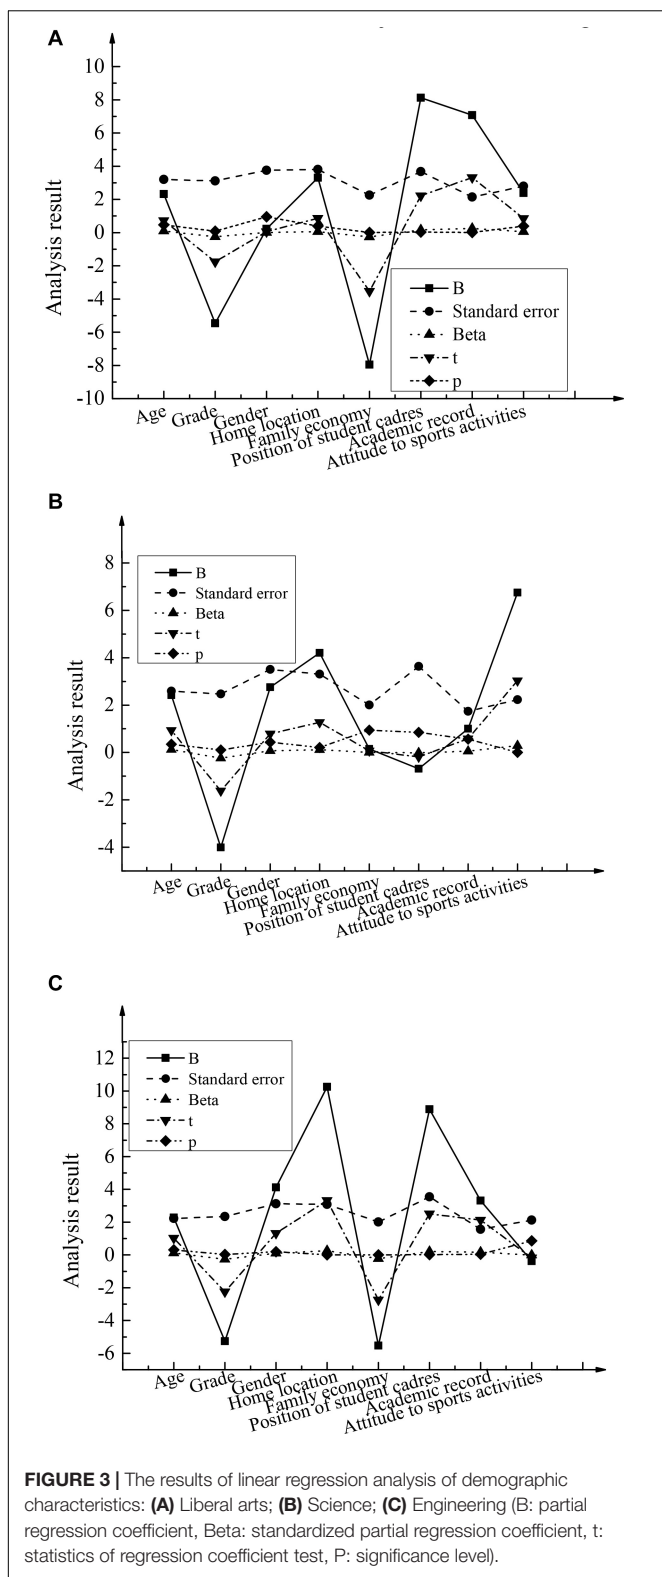 A
10
8
6
4
2
0
-2
-4
-6
-8
-10
Analysis result
B
Standard error
Beta
t
p
Age
Grade
Gender
Home location
Family economy
Position of student cadres
Academic record
Attitude to sports activities
B
8
6
4
2
0
-2
-4
Analysis result
B
Standard error
Beta
t
p
Age
Grade
Gender
Home location
Family economy
Position of student cadres
Academic record
Attitude to sports activities
C
12
10
8
6
4
2
0
-2
-4
-6
Analysis result
B
Standard error
Beta
t
p
Age
Grade
Gender
Home location
Family economy
Position of student cadres
Academic record
Attitude to sports activities
FIGURE 3 | The results of linear regression analysis of demographic
characteristics: (A) Liberal arts; (B) Science; (C) Engineering (B: partial
regression coefficient, Beta: standardized partial regression coefficient, t:
statistics of regression coefficient test, P: significance level).